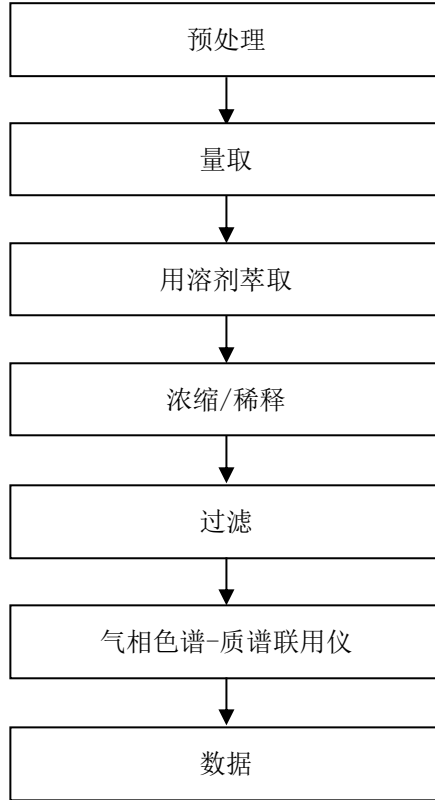 预处理
量取
用溶剂萃取
浓缩/稀释
过滤
气相色谱-质谱联用仪
数据